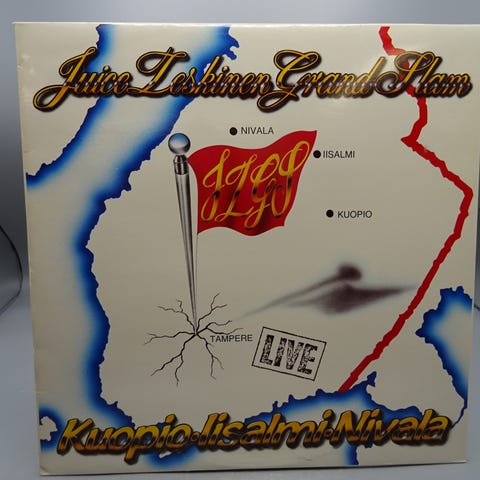 Juice Leskinen Grand Slam
NIVALA
IISALMI
JLGS
KUOPIO
TAMPERE
LIVE
Kuopio·Iisalmi·Nivala